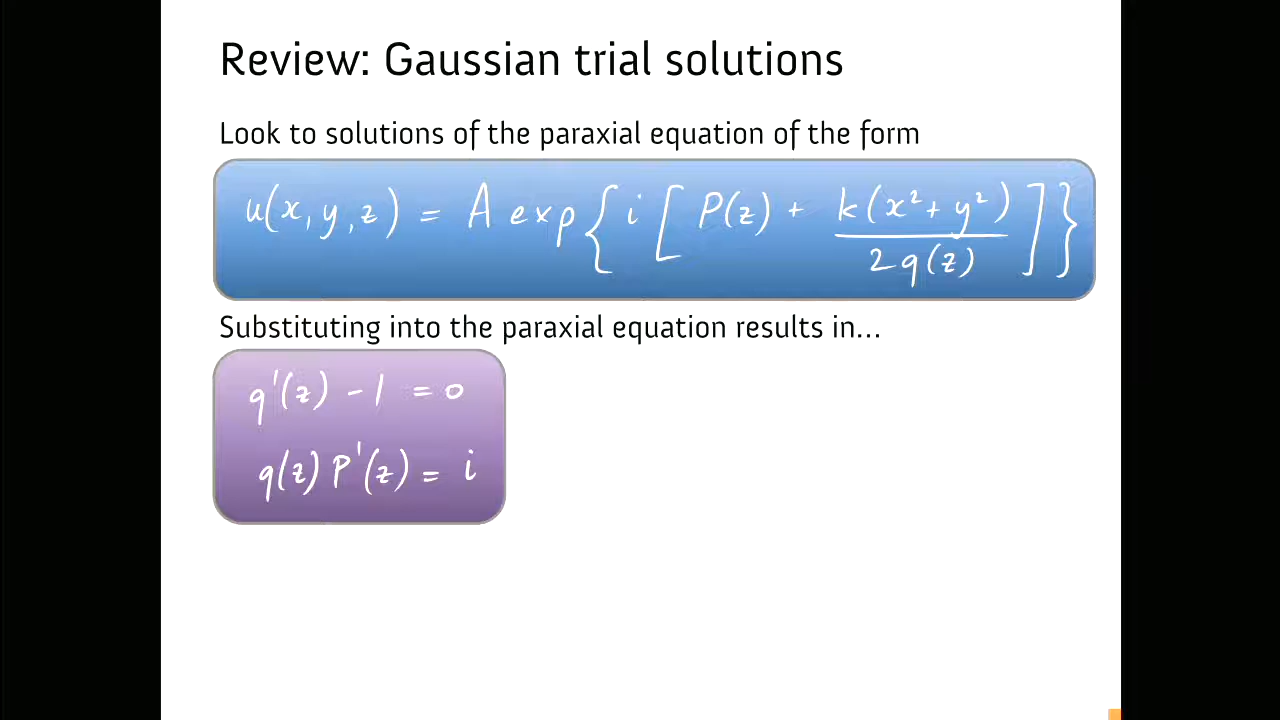 Review: Gaussian trial solutions
Look to solutions of the paraxial equation of the form
u(x, y, z) = A exp{ i [ P(z) + k(x² + y²) / 2q(z) ] }
Substituting into the paraxial equation results in...
q'(z) - 1 = 0
q(z) P'(z) = i